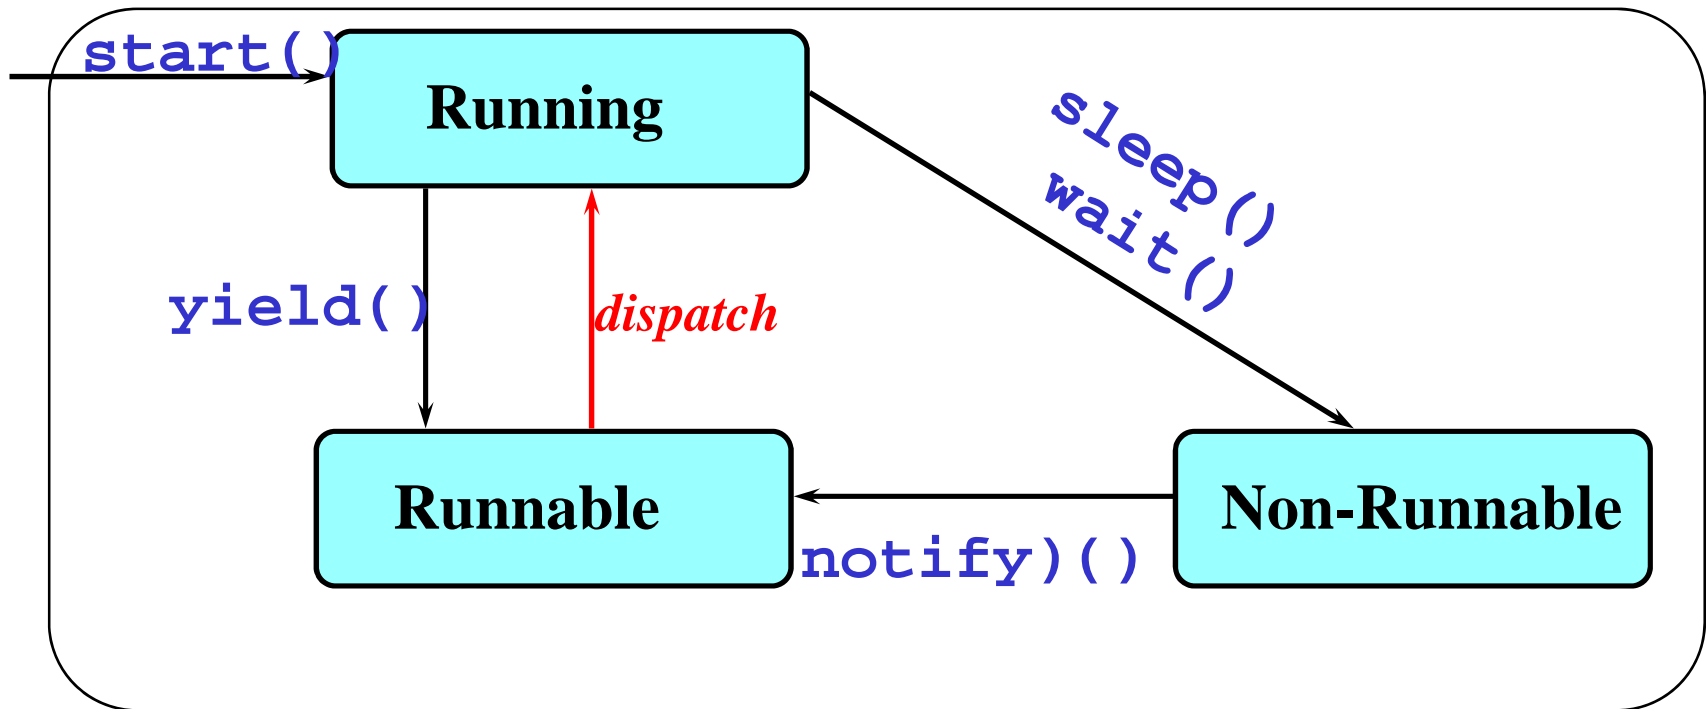 start()
Running
sleep()
wait()
yield()
dispatch
Runnable
Non-Runnable
notify)()